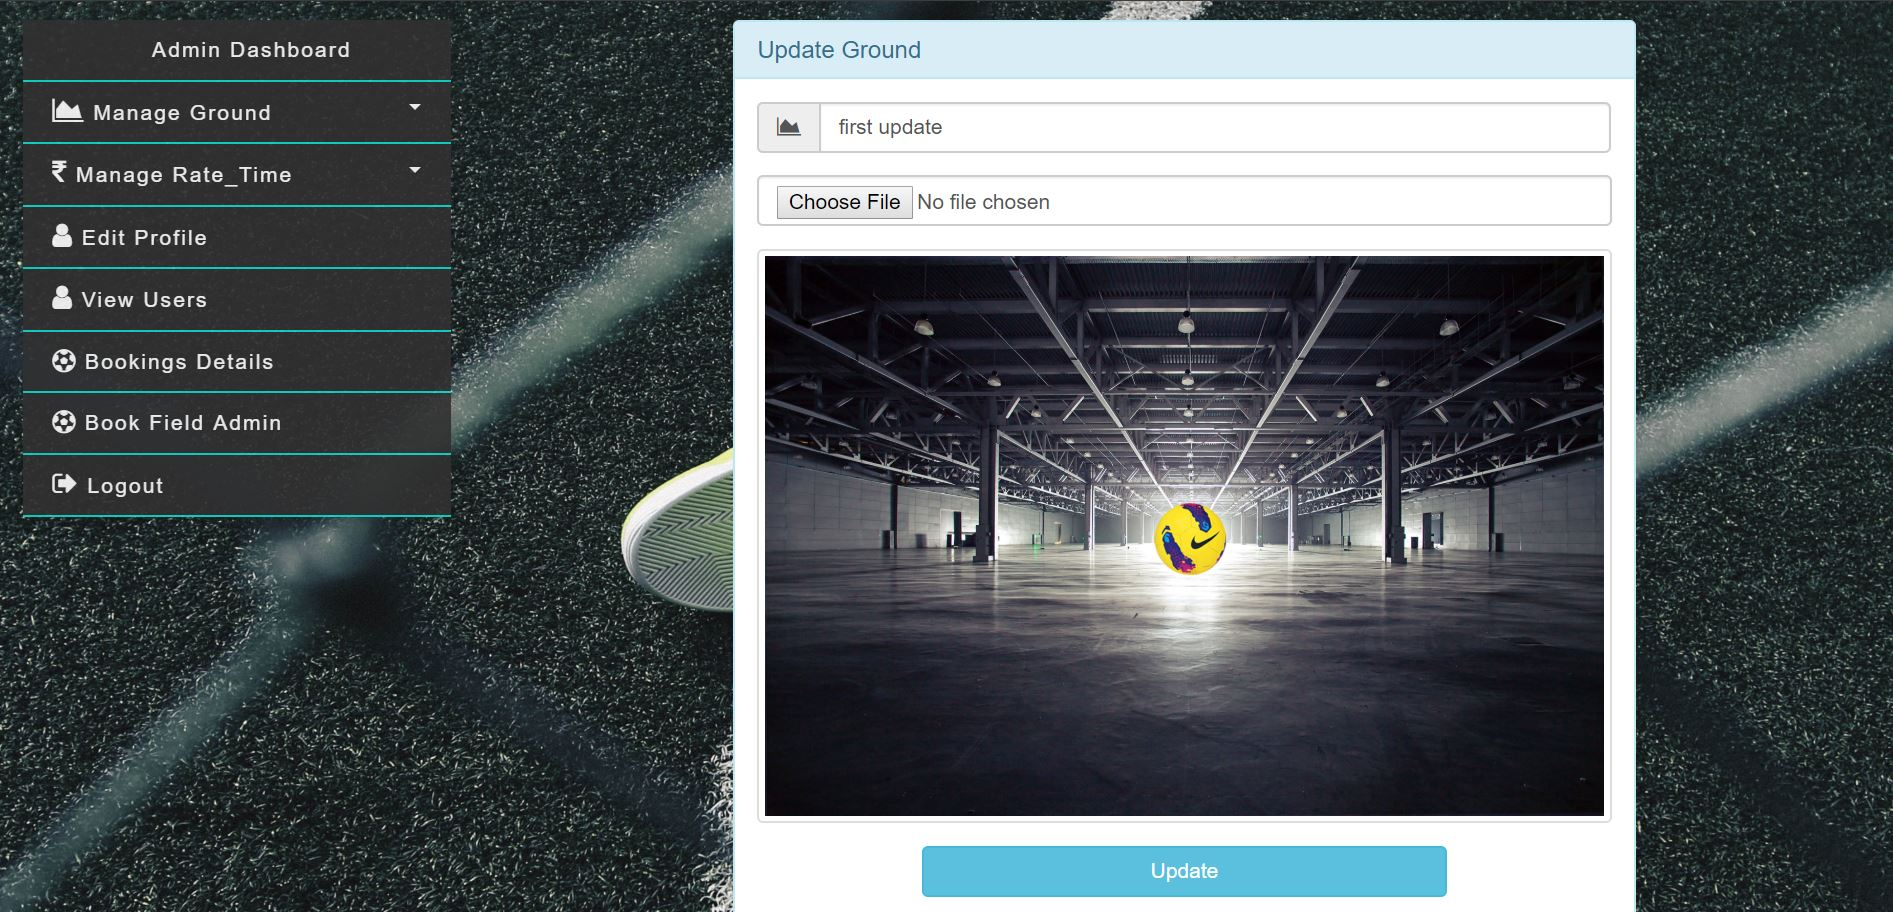 Admin Dashboard
Manage Ground
₹ Manage Rate_Time
Edit Profile
View Users
Bookings Details
Book Field Admin
Logout
Update Ground
first update
Choose File No file chosen
Update